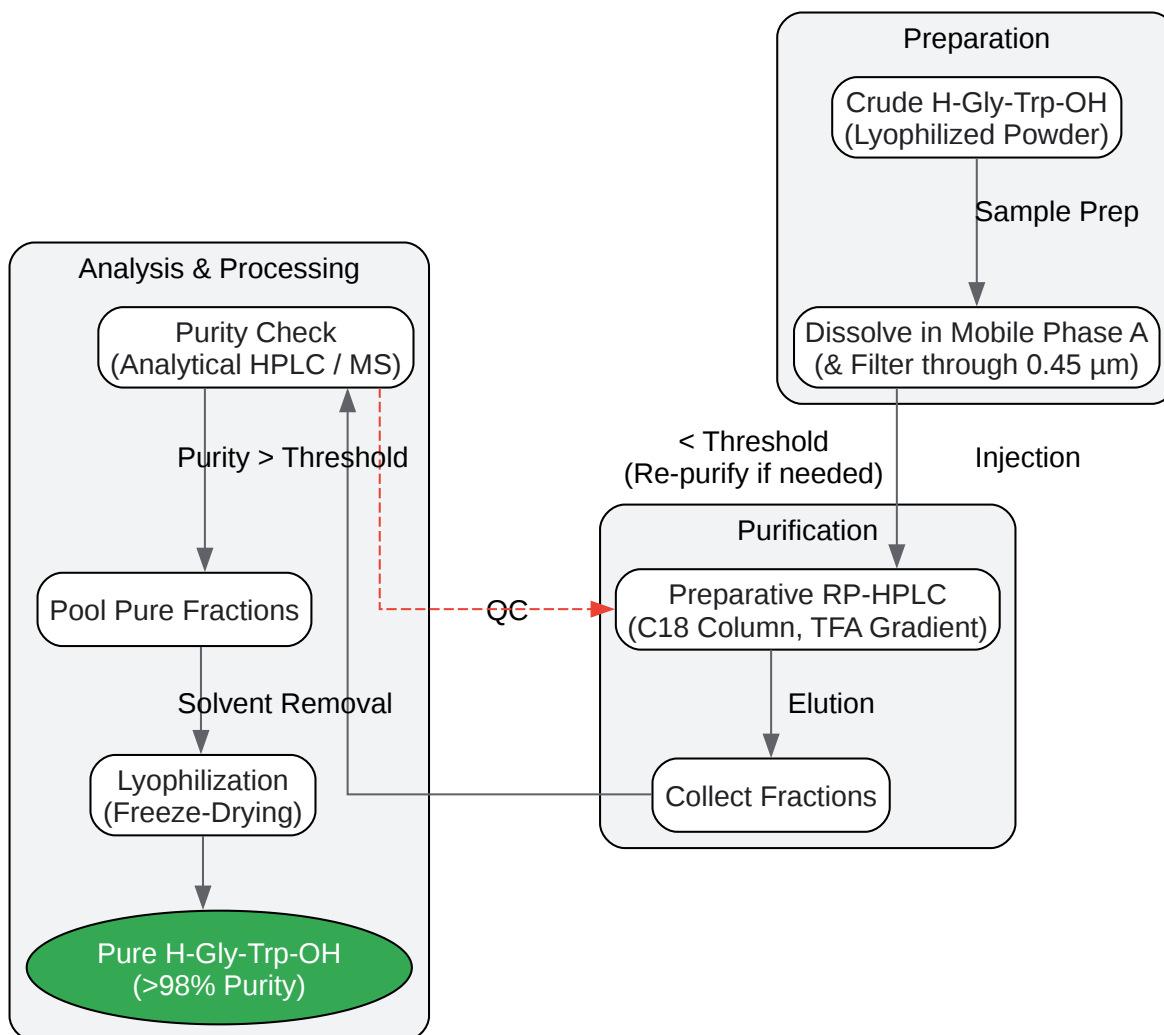 Preparation
Crude H-Gly-Trp-OH
(Lyophilized Powder)
Sample Prep
Dissolve in Mobile Phase A
(& Filter through 0.45 µm)
Injection
< Threshold
(Re-purify if needed)
Purification
Preparative RP-HPLC
(C18 Column, TFA Gradient)
Elution
Collect Fractions
QC
Analysis & Processing
Purity Check
(Analytical HPLC / MS)
Purity > Threshold
Pool Pure Fractions
Solvent Removal
Lyophilization
(Freeze-Drying)
Pure H-Gly-Trp-OH
(>98% Purity)